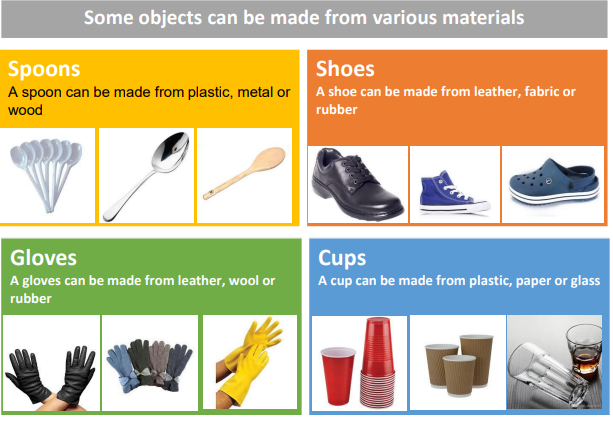 Some objects can be made from various materials
Spoons
A spoon can be made from plastic, metal or
wood
Shoes
A shoe can be made from leather, fabric or
rubber
Gloves
A gloves can be made from leather, wool or
rubber
Cups
A cup can be made from plastic, paper or glass